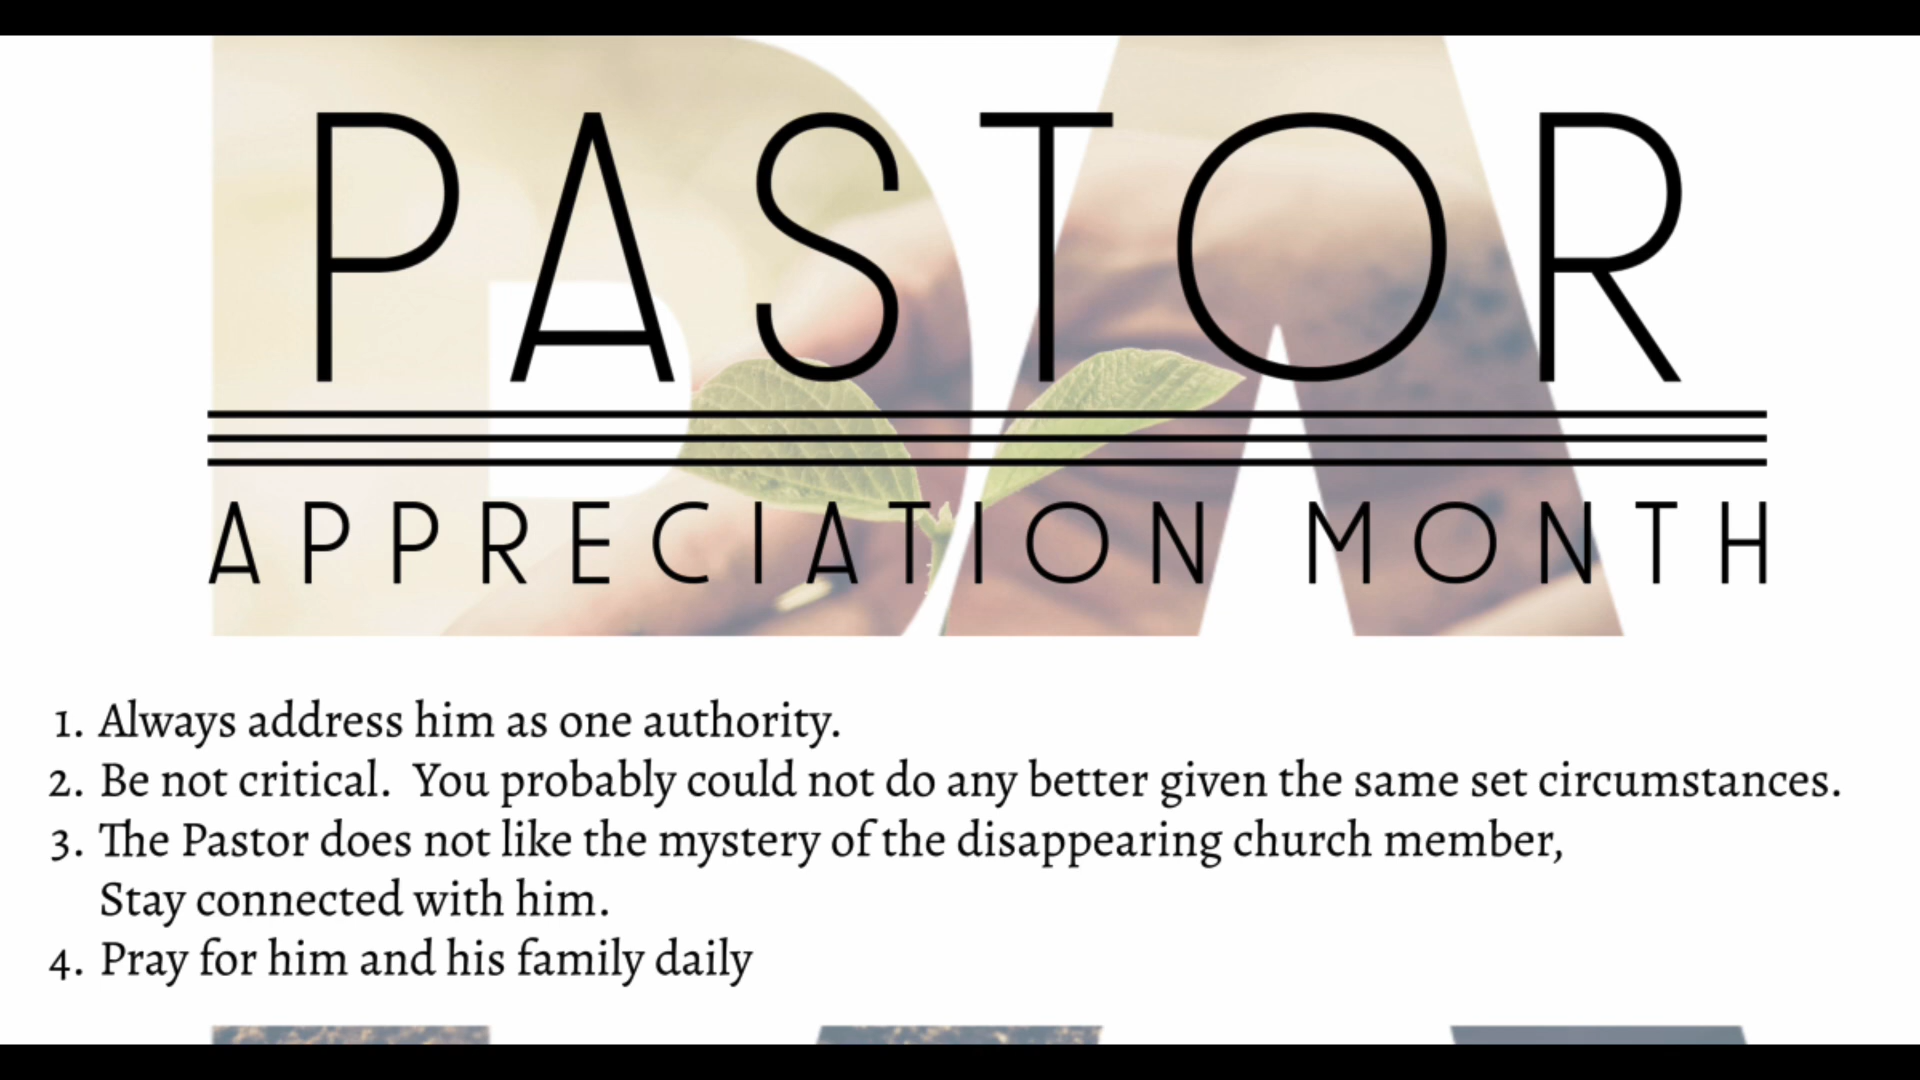 PASTOR
APPRECIATION MONTH
1. Always address him as one authority.
2. Be not critical.  You probably could not do any better given the same set circumstances.
3. The Pastor does not like the mystery of the disappearing church member,
Stay connected with him.
4. Pray for him and his family daily